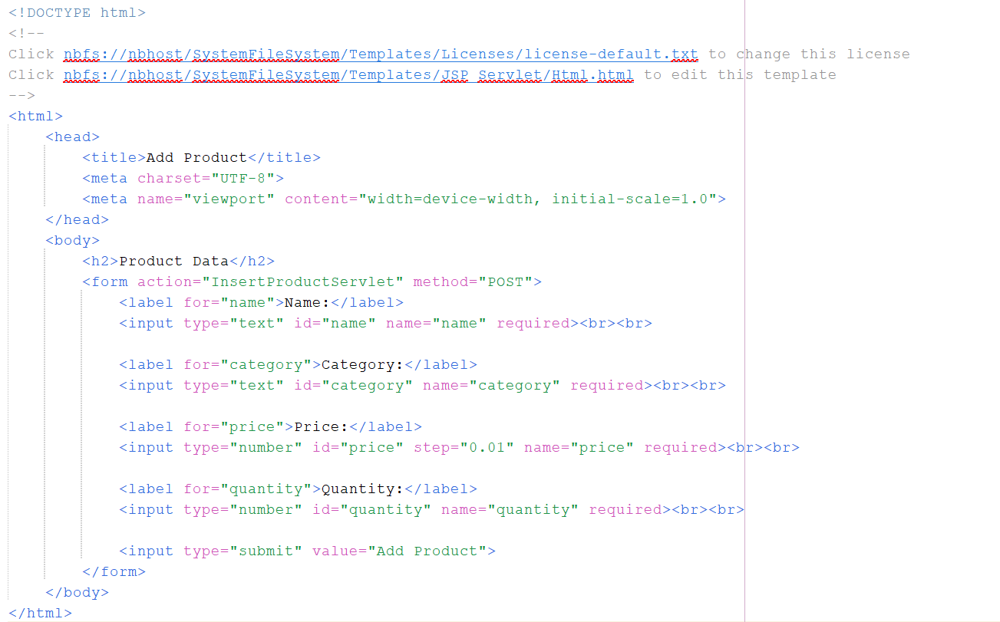 <!DOCTYPE html>
<!--
Click nbfs://nbhost/SystemFileSystem/Templates/Licenses/license-default.txt to change this license
Click nbfs://nbhost/SystemFileSystem/Templates/JSP_Servlet/Html.html to edit this template
-->
<html>
    <head>
        <title>Add Product</title>
        <meta charset="UTF-8">
        <meta name="viewport" content="width=device-width, initial-scale=1.0">
    </head>
    <body>
        <h2>Product Data</h2>
        <form action="InsertProductServlet" method="POST">
            <label for="name">Name:</label>
            <input type="text" id="name" name="name" required><br><br>

            <label for="category">Category:</label>
            <input type="text" id="category" name="category" required><br><br>

            <label for="price">Price:</label>
            <input type="number" id="price" step="0.01" name="price" required><br><br>

            <label for="quantity">Quantity:</label>
            <input type="number" id="quantity" name="quantity" required><br><br>

            <input type="submit" value="Add Product">
        </form>
    </body>
</html>